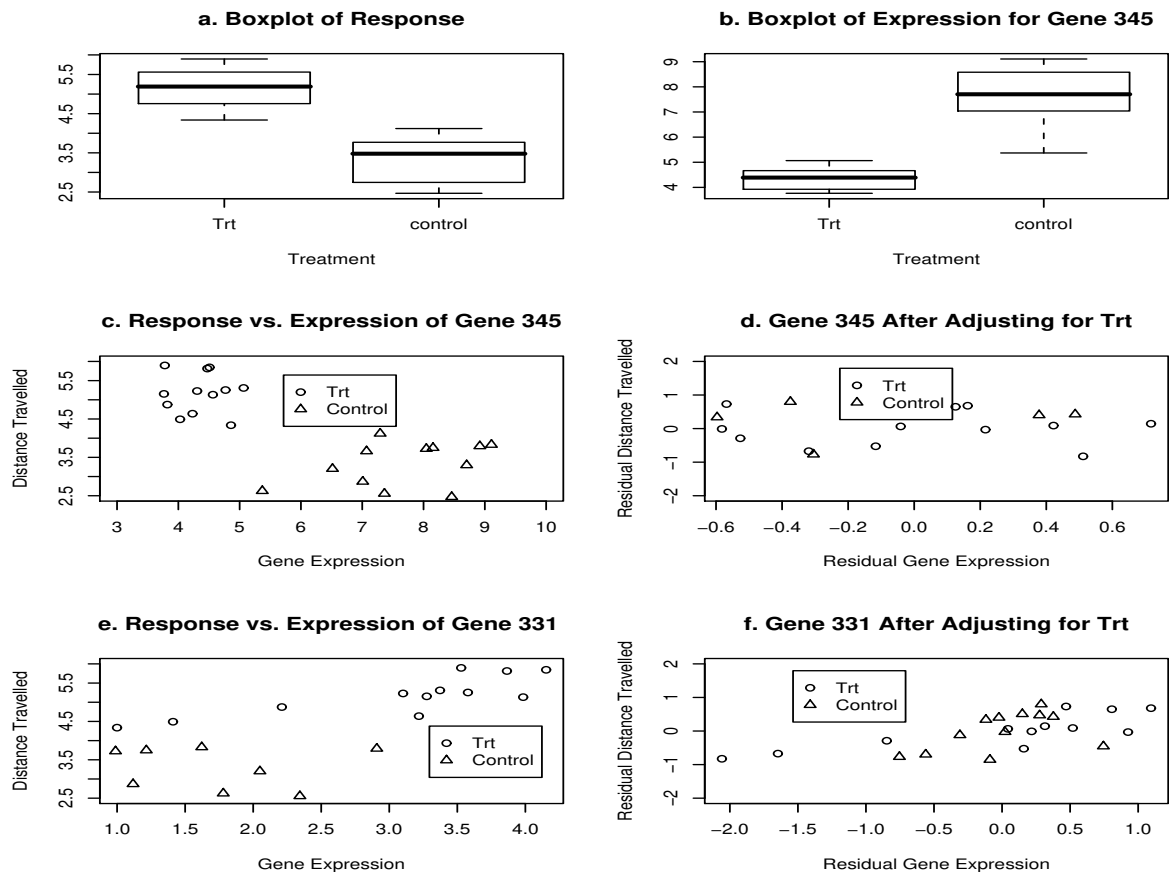 a. Boxplot of Response
2.5 3.5 4.5 5.5
Trt control
Treatment
b. Boxplot of Expression for Gene 345
4 5 6 7 8 9
Trt control
Treatment
c. Response vs. Expression of Gene 345
Distance Travelled
2.5 3.5 4.5 5.5
Trt
Control
3 4 5 6 7 8 9 10
Gene Expression
d. Gene 345 After Adjusting for Trt
Residual Distance Travelled
−2 −1 0 1 2
Trt
Control
−0.6 −0.4 −0.2 0.0 0.2 0.4 0.6
Residual Gene Expression
e. Response vs. Expression of Gene 331
Distance Travelled
2.5 3.5 4.5 5.5
Trt
Control
1.0 1.5 2.0 2.5 3.0 3.5 4.0
Gene Expression
f. Gene 331 After Adjusting for Trt
Residual Distance Travelled
−2 −1 0 1 2
Trt
Control
−2.0 −1.5 −1.0 −0.5 0.0 0.5 1.0
Residual Gene Expression